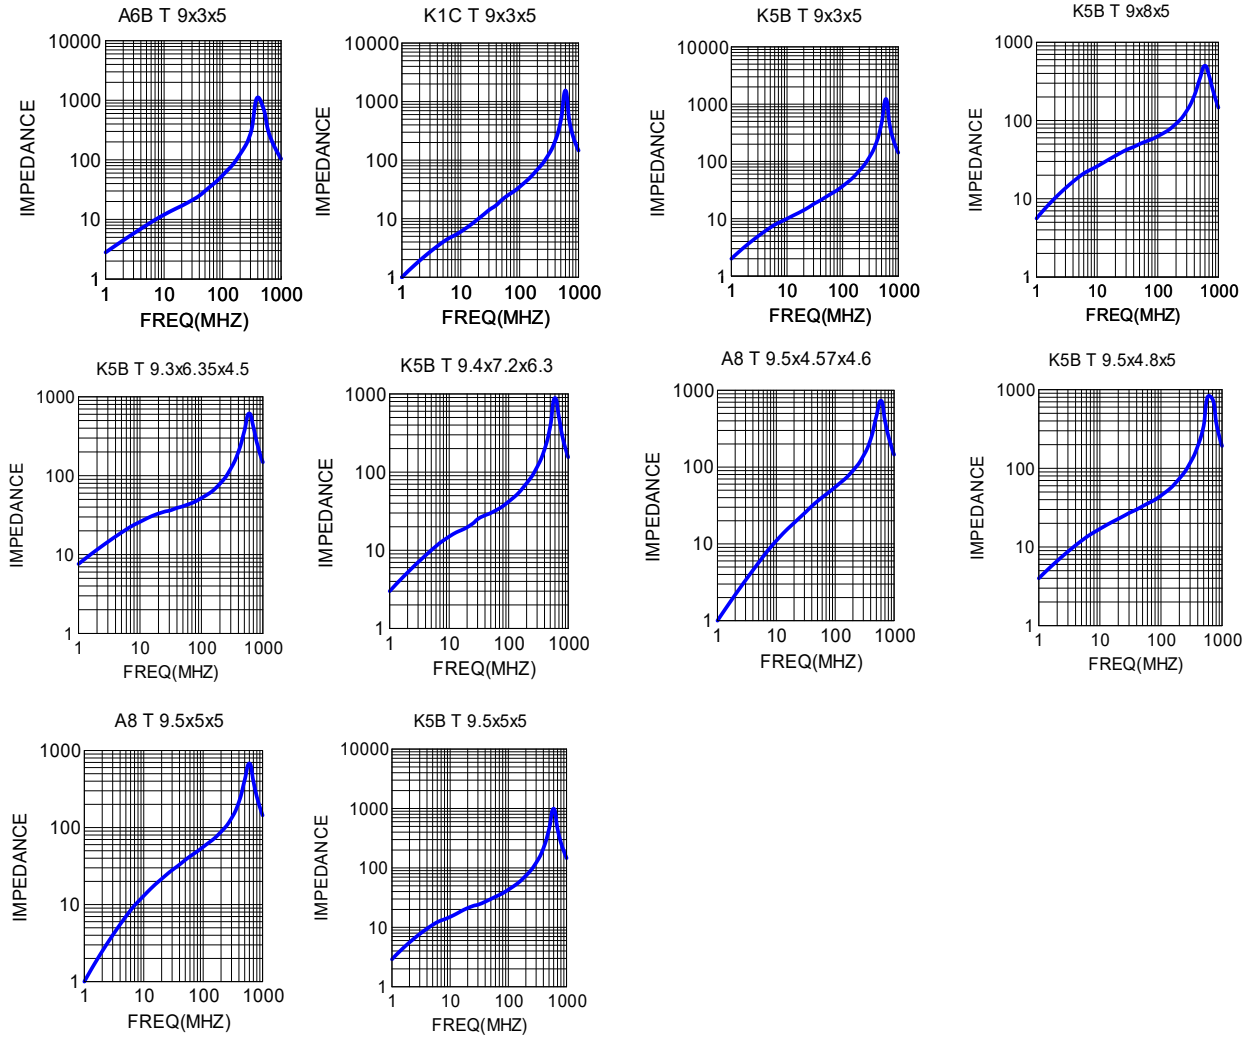 A6B T 9x3x5
10000
1000
100
10
1
IMPEDANCE
1 10 100 1000
FREQ(MHZ)
K1C T 9x3x5
10000
1000
100
10
1
IMPEDANCE
1 10 100 1000
FREQ(MHZ)
K5B T 9x3x5
10000
1000
100
10
1
IMPEDANCE
1 10 100 1000
FREQ(MHZ)
K5B T 9x8x5
1000
100
10
1
IMPEDANCE
1 10 100 1000
FREQ(MHZ)
K5B T 9.3x6.35x4.5
1000
100
10
1
IMPEDANCE
1 10 100 1000
FREQ(MHZ)
K5B T 9.4x7.2x6.3
1000
100
10
1
IMPEDANCE
1 10 100 1000
FREQ(MHZ)
A8 T 9.5x4.57x4.6
1000
100
10
1
IMPEDANCE
1 10 100 1000
FREQ(MHZ)
K5B T 9.5x4.8x5
1000
100
10
1
IMPEDANCE
1 10 100 1000
FREQ(MHZ)
A8 T 9.5x5x5
1000
100
10
1
IMPEDANCE
1 10 100 1000
FREQ(MHZ)
K5B T 9.5x5x5
10000
1000
100
10
1
IMPEDANCE
1 10 100 1000
FREQ(MHZ)